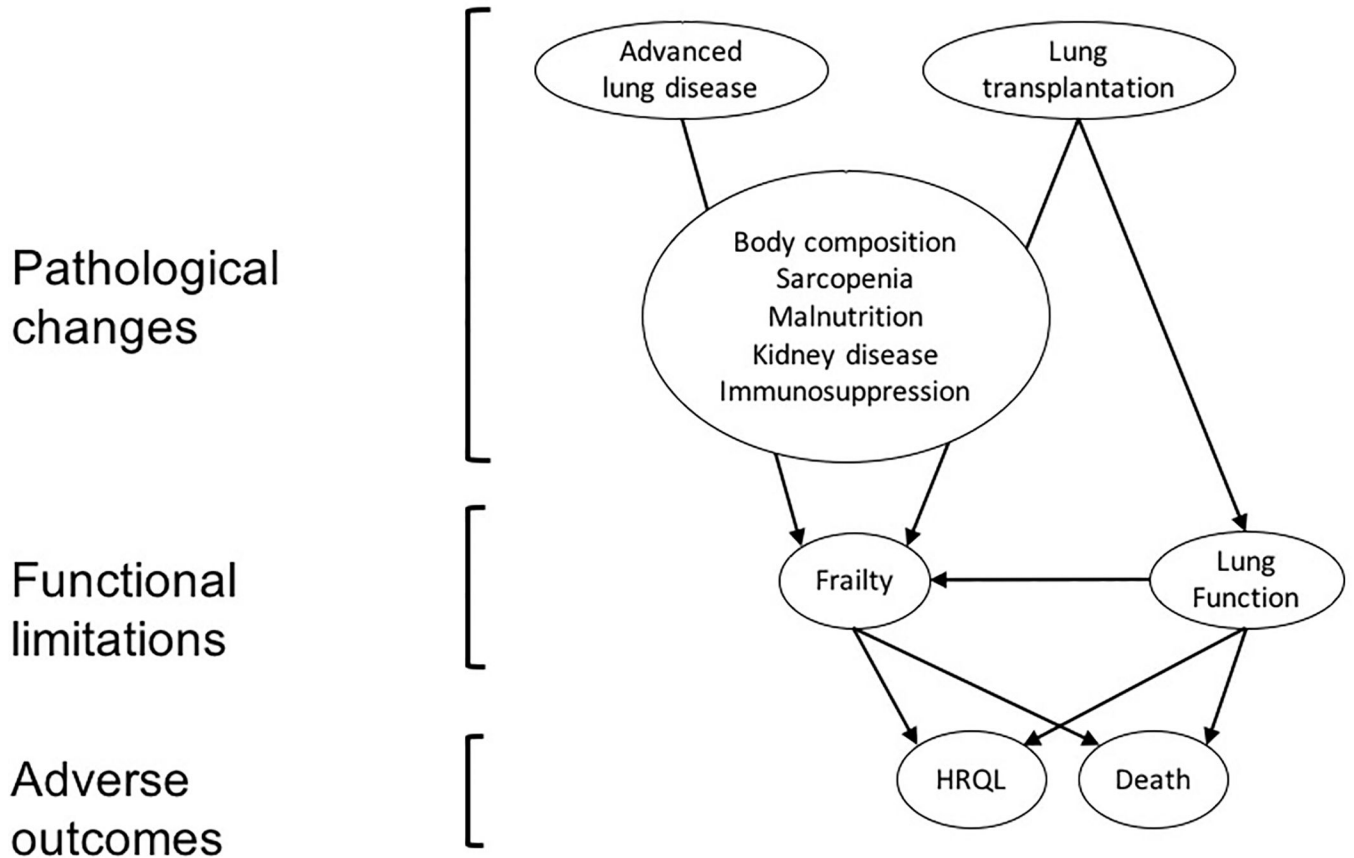 Advanced
lung disease
Lung
transplantation
Pathological
changes
Body composition
Sarcopenia
Malnutrition
Kidney disease
Immunosuppression
Functional
limitations
Frailty
Lung
Function
Adverse
outcomes
HRQL
Death